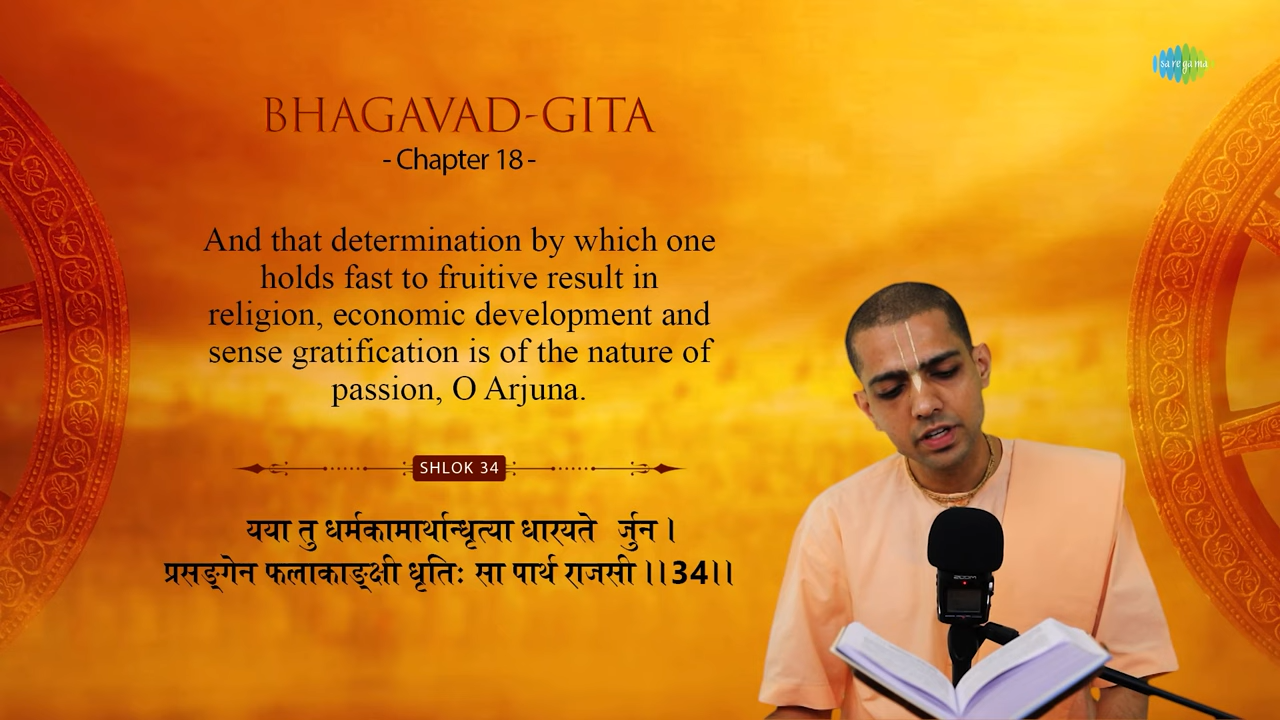 saregama
BHAGAVAD-GITA
- Chapter 18 -
And that determination by which one
holds fast to fruitive result in
religion, economic development and
sense gratification is of the nature of
passion, O Arjuna.
SHLOK 34
यया तु धर्मकामार्थान्धृत्या धारयते र्जुन ।
प्रसङ्गेन फलाकाङ्क्षी धृतिः सा पार्थ राजसी ।।34।।
zoom